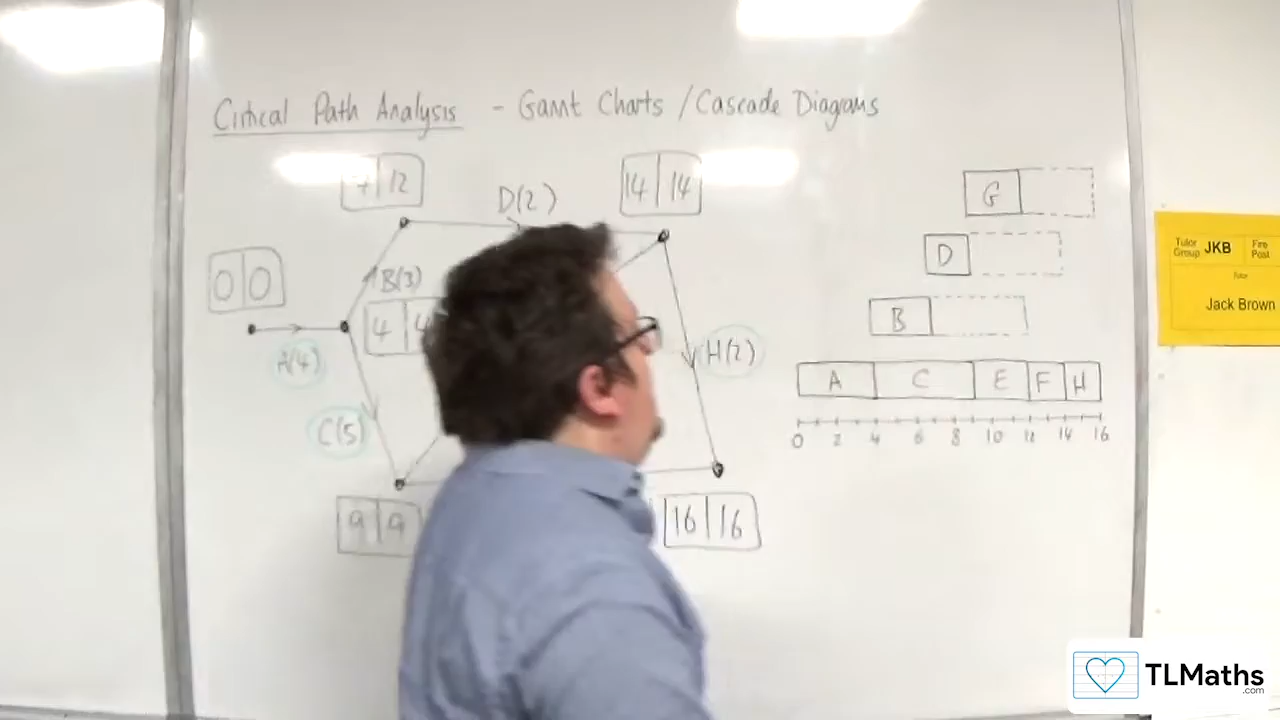 Critical Path Analysis - Gannt Charts / Cascade Diagrams
7 12
D(2)
14 14
G
D
B
0 0
B(3)
4 4
A(4)
H(2)
C(5)
A C E F H
0 2 4 6 8 10 12 14 16
9 9
16 16
Tutor Group JKB Fire Post
Tutor
Jack Brown
TLMaths
.com